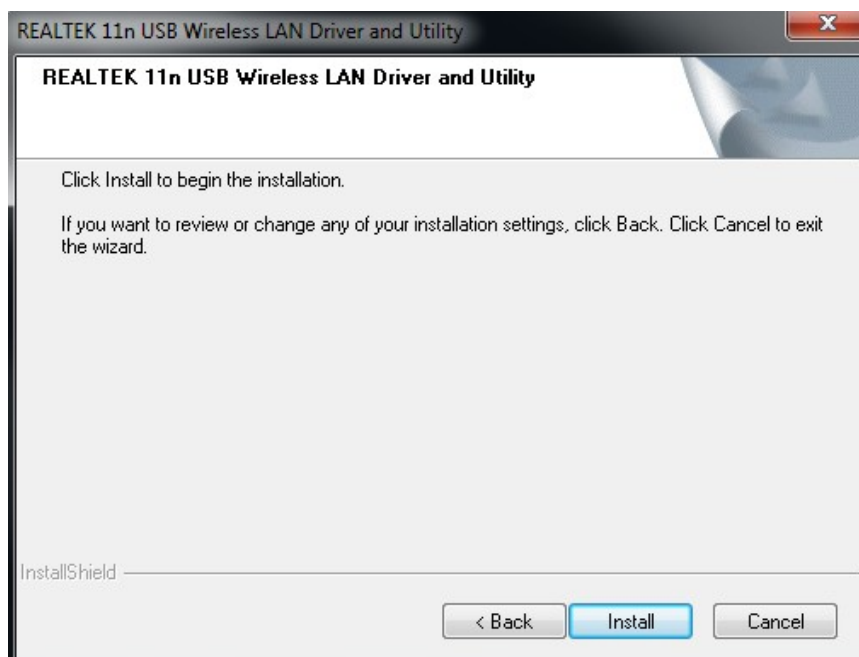 REALTEK 11n USB Wireless LAN Driver and Utility
REALTEK 11n USB Wireless LAN Driver and Utility
Click Install to begin the installation.
If you want to review or change any of your installation settings, click Back. Click Cancel to exit
the wizard.
InstallShield
< Back Install Cancel